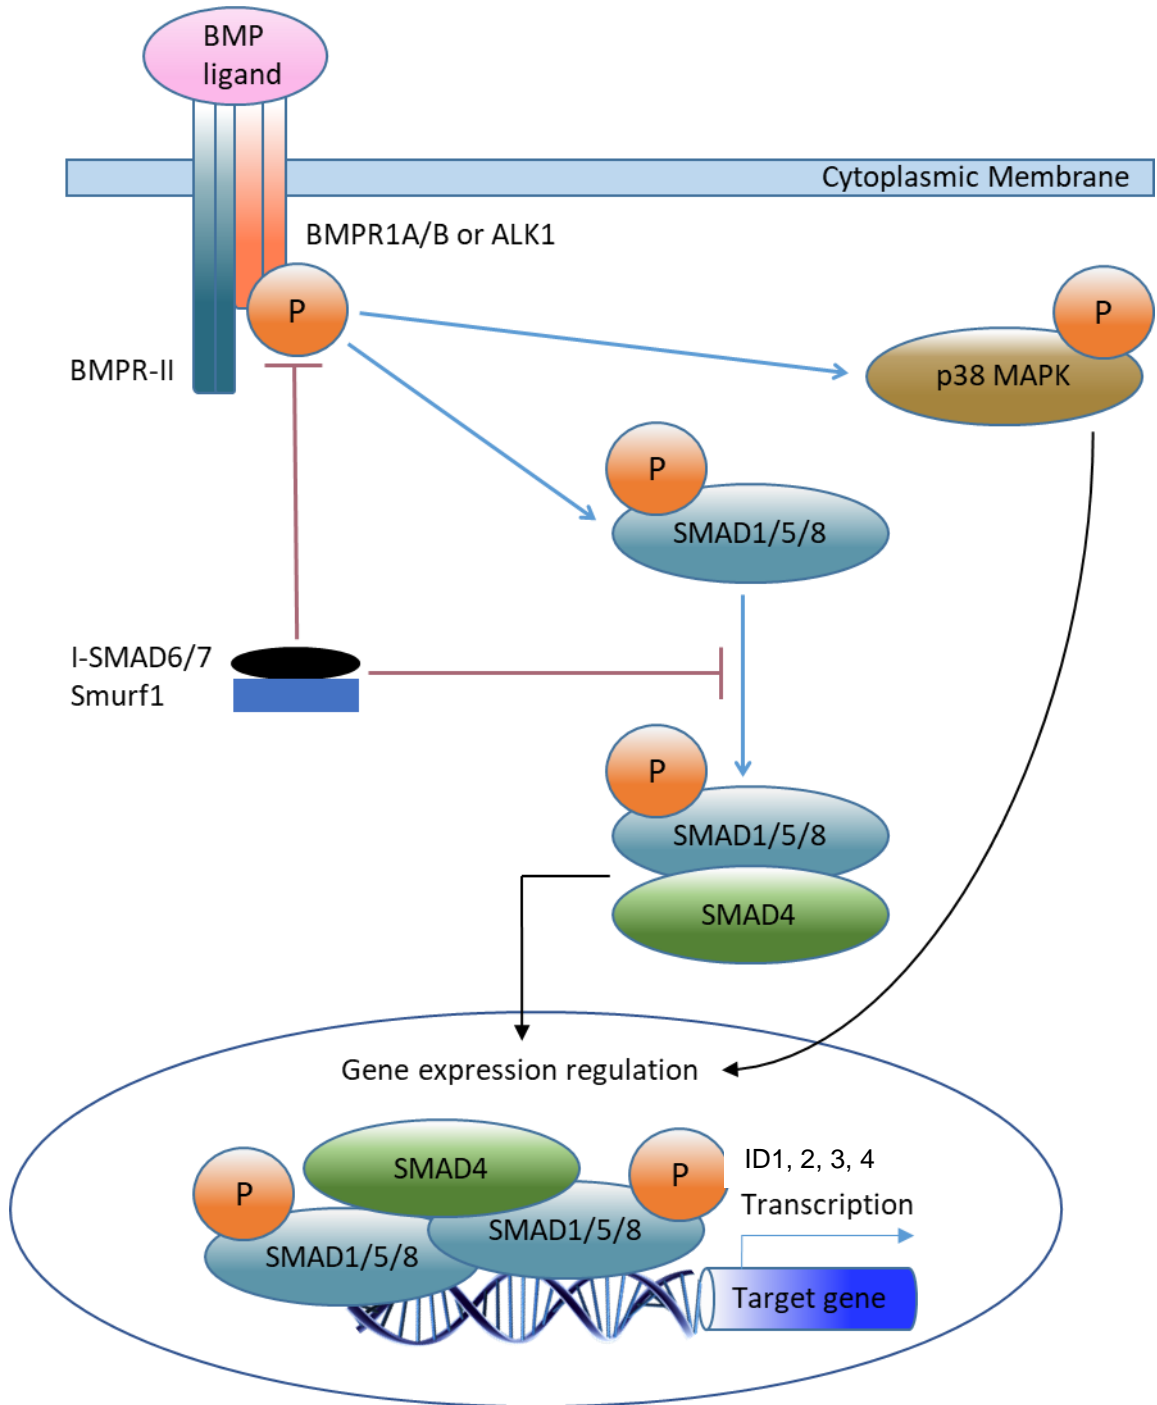 BMP
ligand
Cytoplasmic Membrane
BMPR1A/B or ALK1
P
P
BMPR-II
p38 MAPK
P
SMAD1/5/8
I-SMAD6/7
Smurf1
P
SMAD1/5/8
SMAD4
Gene expression regulation
SMAD4
P
P
ID1, 2, 3, 4
Transcription
SMAD1/5/8
SMAD1/5/8
Target gene